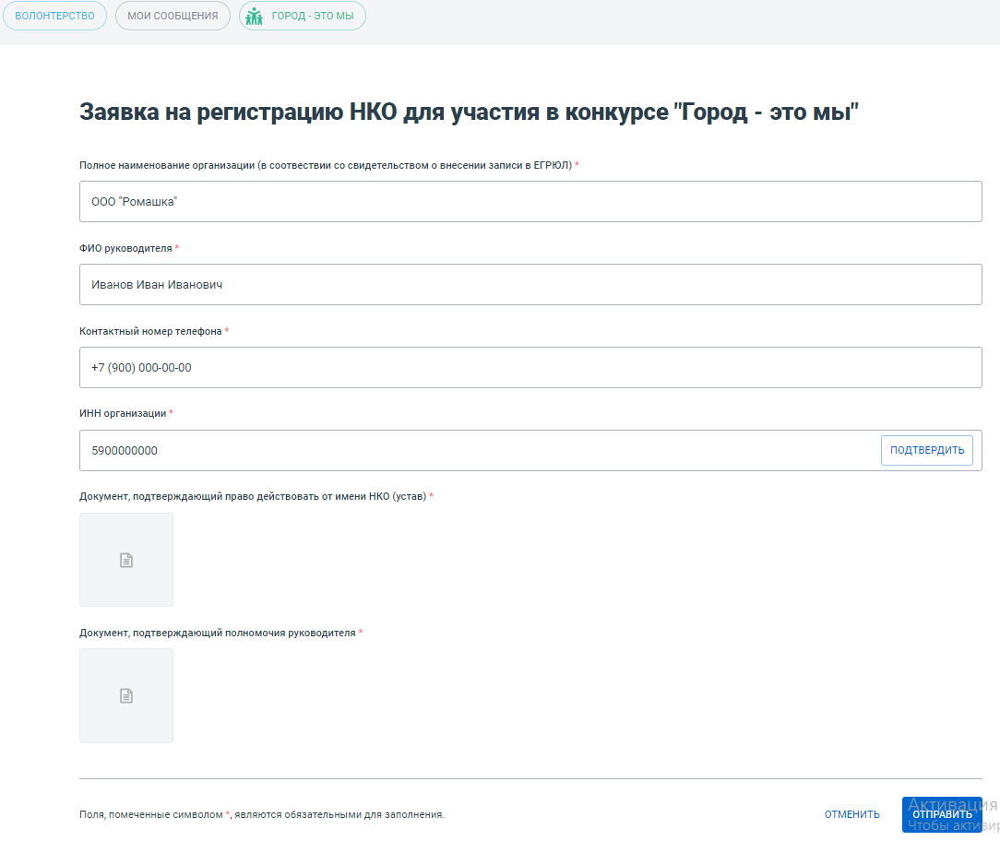 ВОЛОНТЕРСТВО
МОИ СООБЩЕНИЯ
ГОРОД - ЭТО МЫ
Заявка на регистрацию НКО для участия в конкурсе "Город - это мы"
Полное наименование организации (в соотвествии со свидетельством о внесении записи в ЕГРЮЛ) *
ООО "Ромашка"
ФИО руководителя *
Иванов Иван Иванович
Контактный номер телефона *
+7 (900) 000-00-00
ИНН организации *
5900000000
ПОДТВЕРДИТЬ
Документ, подтверждающий право действовать от имени НКО (устав) *
Документ, подтверждающий полномочия руководителя *
Поля, помеченные символом *, являются обязательными для заполнения.
ОТМЕНИТЬ
ОТПРАВИТЬ
Активация
Чтобы активир